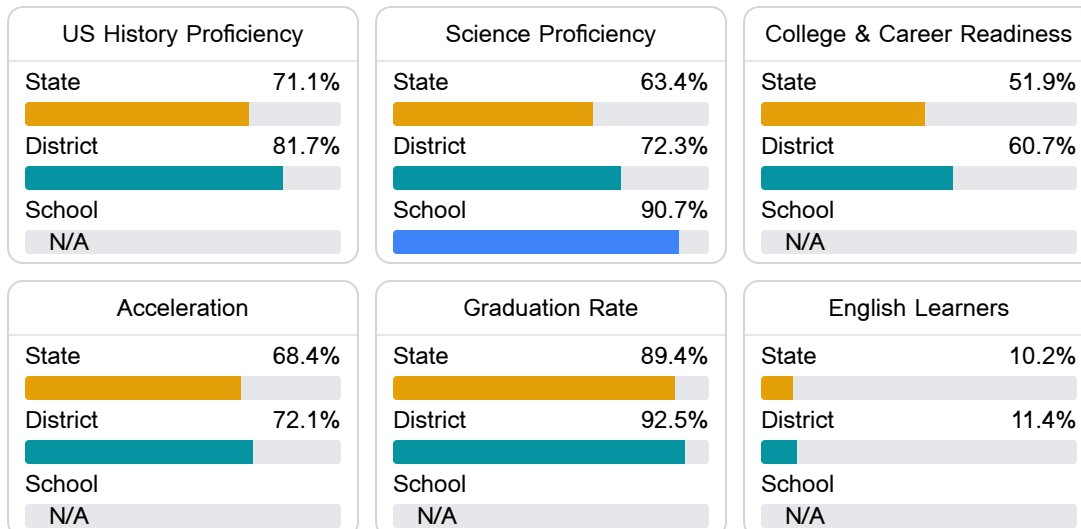 US History Proficiency
State 71.1%
District 81.7%
School
N/A
Science Proficiency
State 63.4%
District 72.3%
School 90.7%
College & Career Readiness
State 51.9%
District 60.7%
School
N/A
Acceleration
State 68.4%
District 72.1%
School
N/A
Graduation Rate
State 89.4%
District 92.5%
School
N/A
English Learners
State 10.2%
District 11.4%
School
N/A